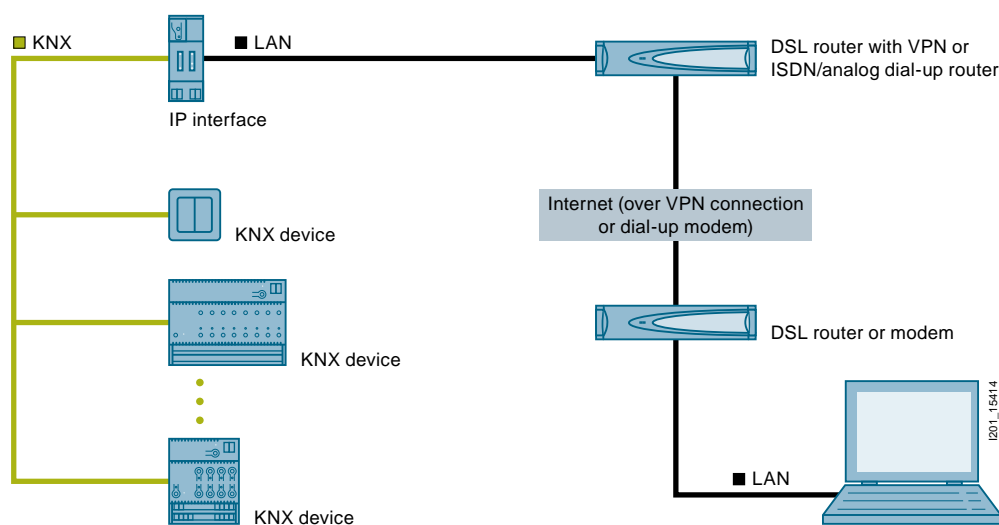 KNX
LAN
DSL router with VPN or
ISDN/analog dial-up router
IP interface
Internet (over VPN connection
or dial-up modem)
KNX device
KNX device
DSL router or modem
I201_15414
LAN
KNX device